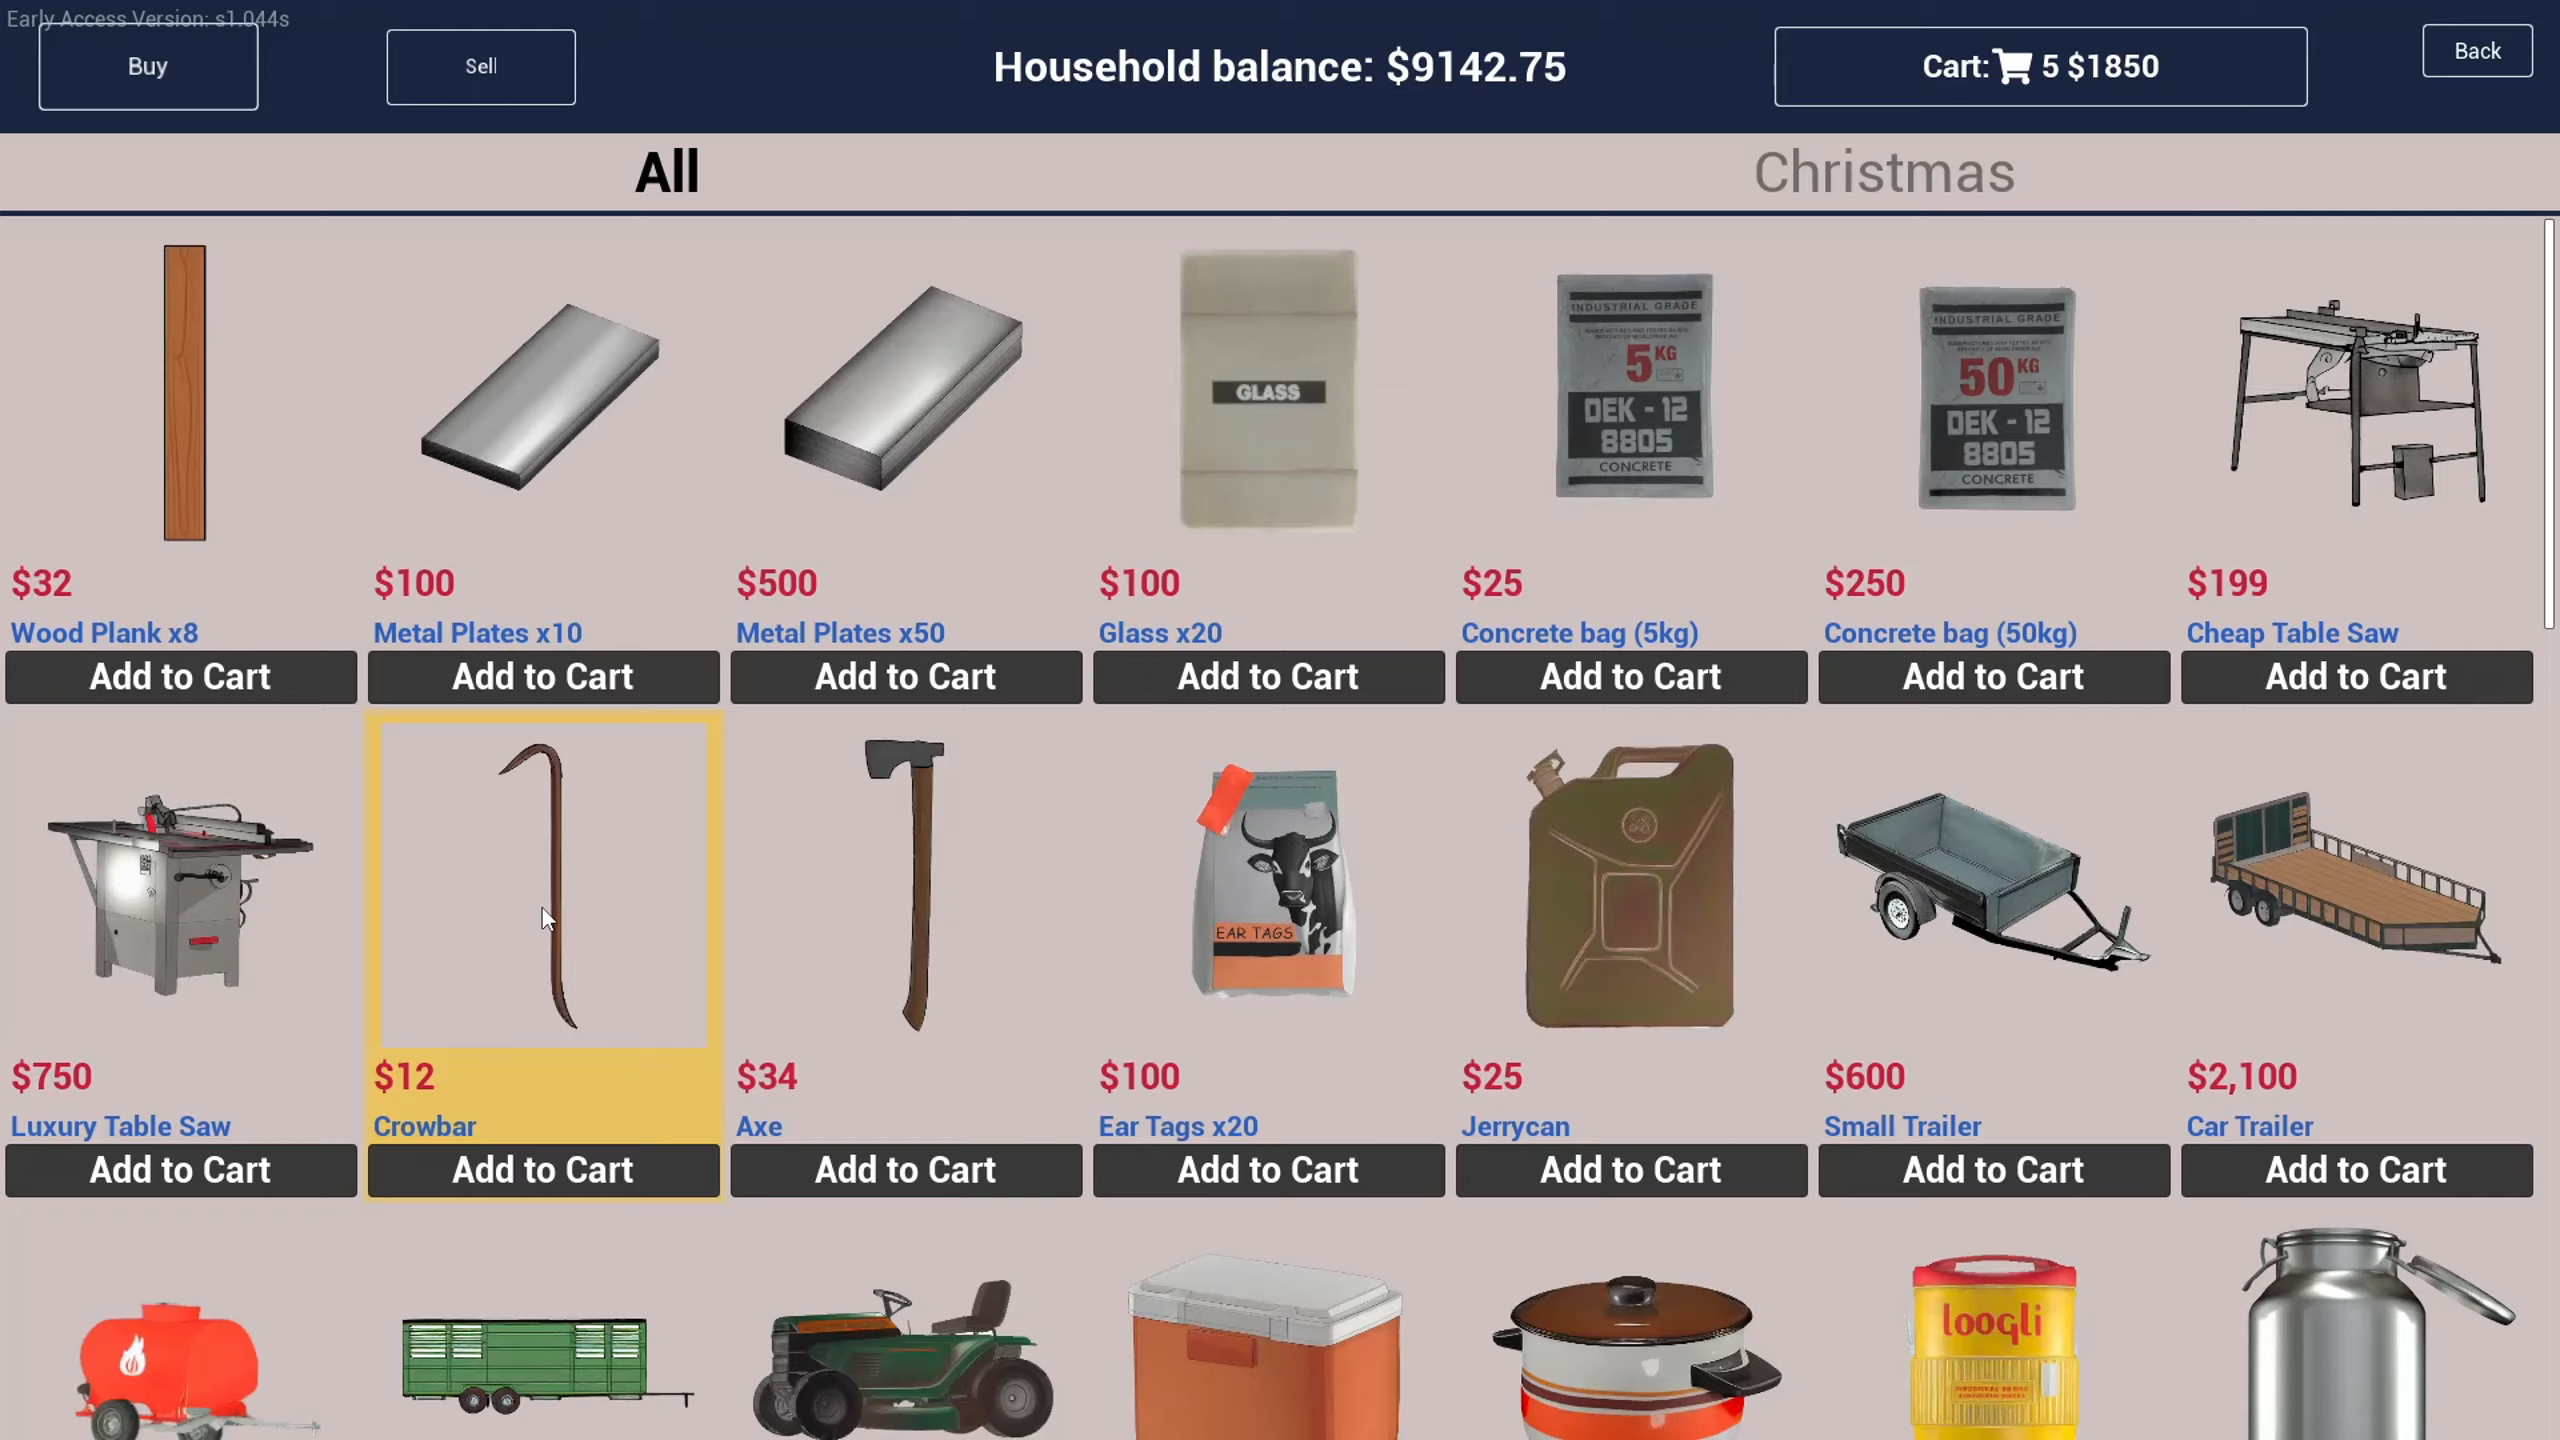 Early Access Version: s1.044s
Buy
Sell
Household balance: $9142.75
Cart: 5 $1850
Back
All
Christmas
GLASS
INDUSTRIAL GRADE
5 KG
DEK - 12
8805
CONCRETE
INDUSTRIAL GRADE
50 KG
DEK - 12
8805
CONCRETE
$32
$100
$500
$100
$25
$250
$199
Wood Plank x8
Metal Plates x10
Metal Plates x50
Glass x20
Concrete bag (5kg)
Concrete bag (50kg)
Cheap Table Saw
Add to Cart
Add to Cart
Add to Cart
Add to Cart
Add to Cart
Add to Cart
Add to Cart
EAR TAGS
$750
$12
$34
$100
$25
$600
$2,100
Luxury Table Saw
Crowbar
Axe
Ear Tags x20
Jerrycan
Small Trailer
Car Trailer
Add to Cart
Add to Cart
Add to Cart
Add to Cart
Add to Cart
Add to Cart
Add to Cart
loogli